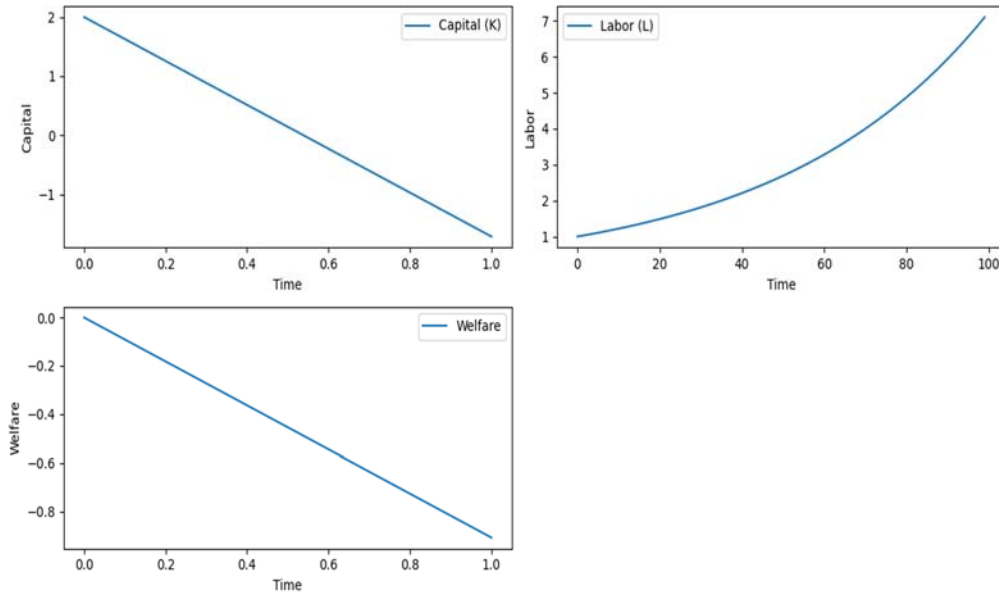 Capital (K)
2
1
0
−1
Capital
0.0 0.2 0.4 0.6 0.8 1.0
Time
Labor (L)
7
6
5
4
3
2
1
Labor
0 20 40 60 80 100
Time
Welfare
0.0
−0.2
−0.4
−0.6
−0.8
Welfare
0.0 0.2 0.4 0.6 0.8 1.0
Time